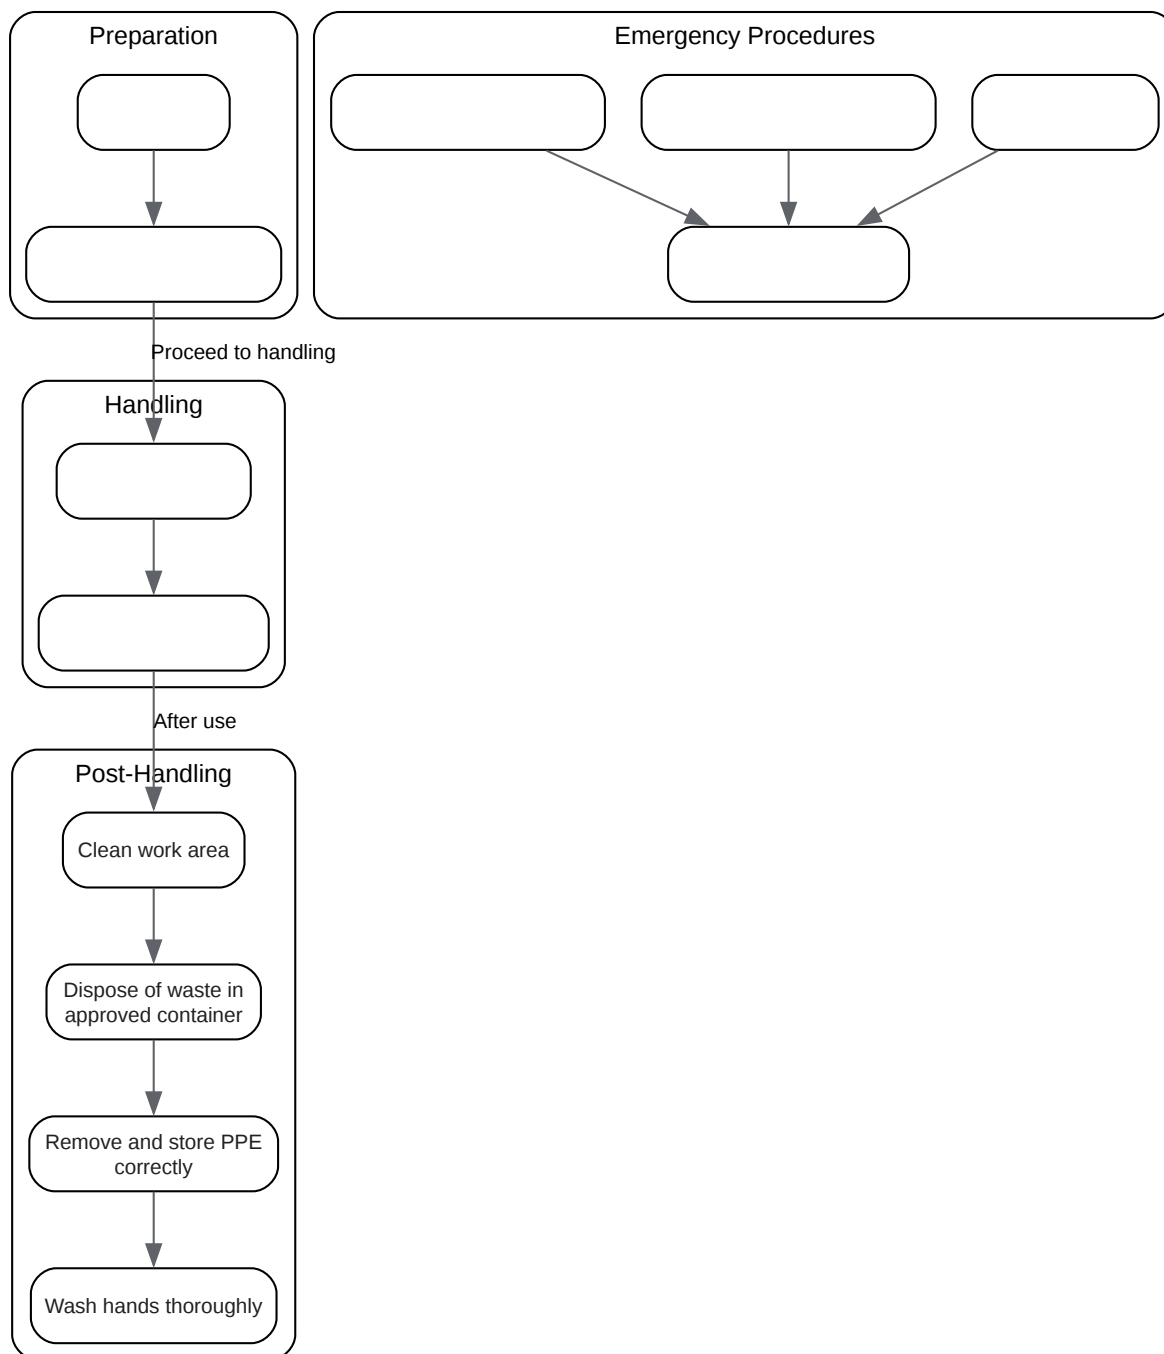 Preparation
Emergency Procedures
Proceed to handling
Handling
After use
Post-Handling
Clean work area
Dispose of waste in
approved container
Remove and store PPE
correctly
Wash hands thoroughly